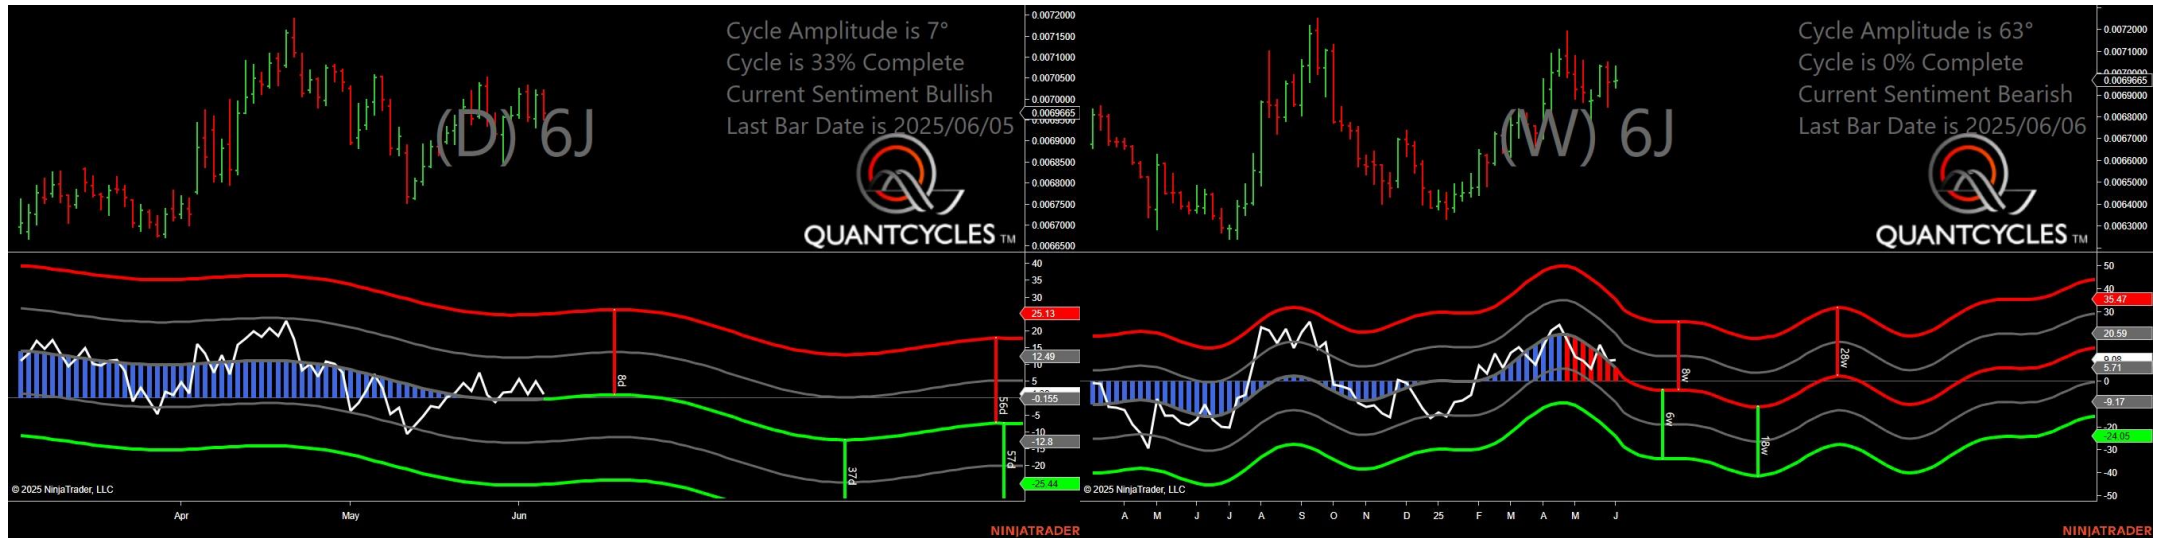 Cycle Amplitude is 7°
Cycle is 33% Complete
Current Sentiment Bullish
Last Bar Date is 2025/06/05
(D) 6J
QUANTCYCLES TM
0.0072000
0.0071500
0.0071000
0.0070500
0.0070000
0.0069665
0.0069500
0.0069000
0.0068500
0.0068000
0.0067500
0.0067000
0.0066500
40
35
30
25.13
20
15
12.49
5
-0.155
-5
-10
-12.8
-15
-20
-25.44
8d
37d
56d
57d
© 2025 NinjaTrader, LLC
Apr
May
Jun
NINJATRADER
Cycle Amplitude is 63°
Cycle is 0% Complete
Current Sentiment Bearish
Last Bar Date is 2025/06/06
(W) 6J
QUANTCYCLES TM
0.0072000
0.0071000
0.0070000
0.0069665
0.0069000
0.0068000
0.0067000
0.0066000
0.0065000
0.0064000
0.0063000
50
40
35.47
30
20.59
9.08
5.71
0
-9.17
-20
-24.05
-30
-40
-50
8w
6w
18w
28w
© 2025 NinjaTrader, LLC
A M J J A S O N D 25 F M A M J
NINJATRADER